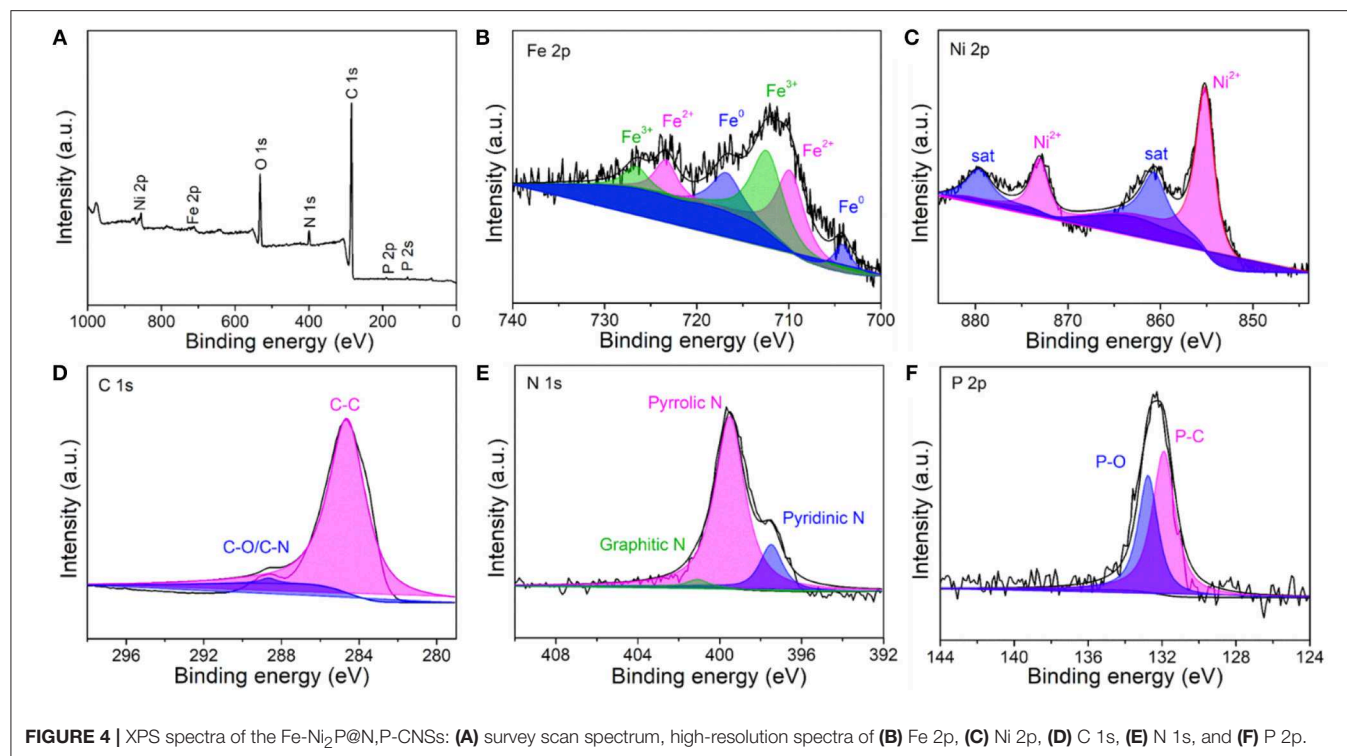 A
Intensity (a.u.)
Ni 2p
Fe 2p
O 1s
N 1s
C 1s
P 2p
P 2s
1000 800 600 400 200 0
Binding energy (eV)
B
Fe 2p
Intensity (a.u.)
Fe³⁺
Fe²⁺
Fe⁰
Fe³⁺
Fe²⁺
Fe⁰
740 730 720 710 700
Binding energy (eV)
C
Ni 2p
Intensity (a.u.)
sat
Ni²⁺
sat
Ni²⁺
880 870 860 850
Binding energy (eV)
D
C 1s
Intensity (a.u.)
C-C
C-O/C-N
296 292 288 284 280
Binding energy (eV)
E
N 1s
Intensity (a.u.)
Pyrrolic N
Pyridinic N
Graphitic N
408 404 400 396 392
Binding energy (eV)
F
P 2p
Intensity (a.u.)
P-C
P-O
144 140 136 132 128 124
Binding energy (eV)
FIGURE 4 | XPS spectra of the Fe-Ni₂P@N,P-CNSs: (A) survey scan spectrum, high-resolution spectra of (B) Fe 2p, (C) Ni 2p, (D) C 1s, (E) N 1s, and (F) P 2p.